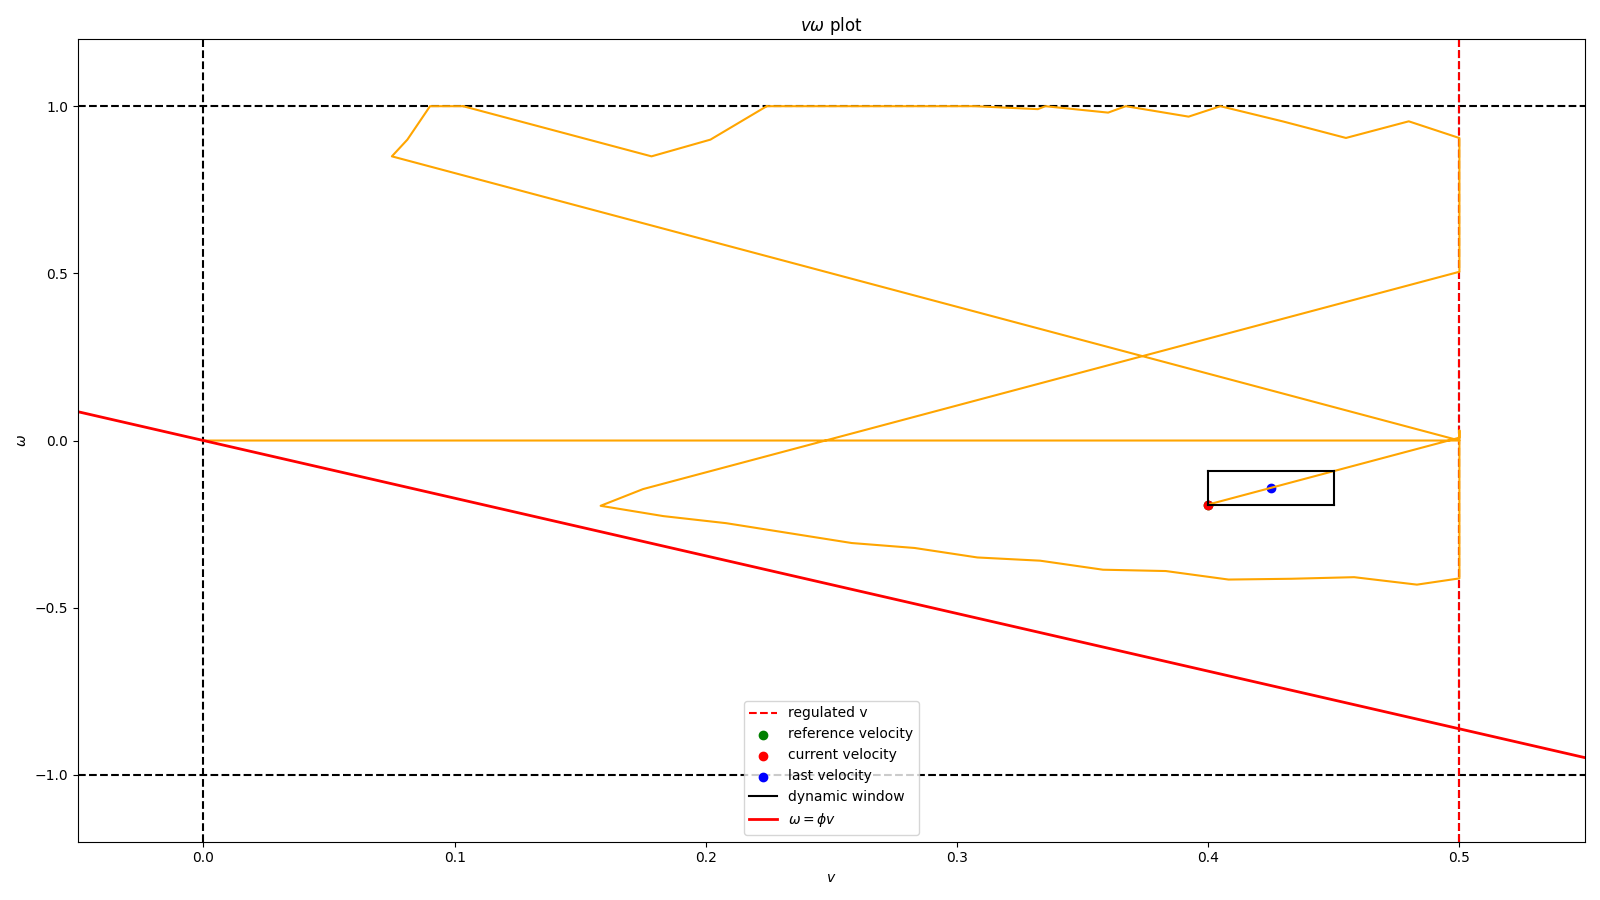 vω plot
ω
1.0
0.5
0.0
−0.5
−1.0
regulated v
reference velocity
current velocity
last velocity
dynamic window
ω = ϕv
0.0 0.1 0.2 0.3 0.4 0.5
v